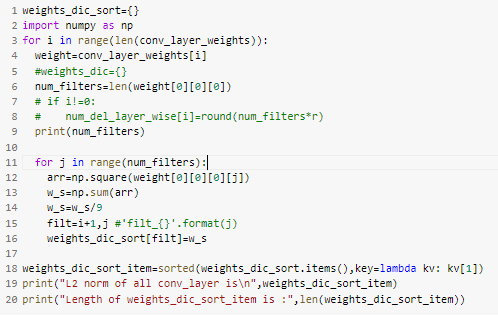 1 weights_dic_sort={}
2 import numpy as np
3 for i in range(len(conv_layer_weights)):
4   weight=conv_layer_weights[i]
5   #weights_dic={}
6   num_filters=len(weight[0][0][0])
7   # if i!=0:
8   #    num_del_layer_wise[i]=round(num_filters*r)
9   print(num_filters)
10
11   for j in range(num_filters):
12     arr=np.square(weight[0][0][0][j])
13     w_s=np.sum(arr)
14     w_s=w_s/9
15     filt=i+1,j #'filt_{}'.format(j)
16     weights_dic_sort[filt]=w_s
17
18 weights_dic_sort_item=sorted(weights_dic_sort.items(),key=lambda kv: kv[1])
19 print("L2 norm of all conv_layer is\n",weights_dic_sort_item)
20 print("Length of weights_dic_sort_item is :",len(weights_dic_sort_item))